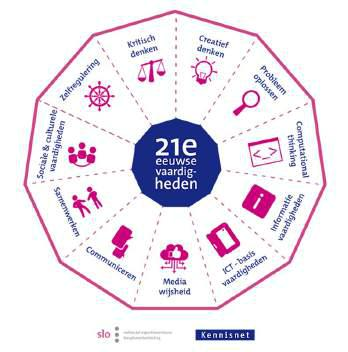 21e
eeuwse
vaardig-
heden
Kritisch
denken
Creatief
denken
Probleem
oplossen
Computational
thinking
Informatie
vaardigheden
ICT-basis
vaardigheden
Media
wijsheid
Communiceren
Samenwerken
Sociale & culturele
vaardigheden
Zelfregulering
slo
Kennisnet